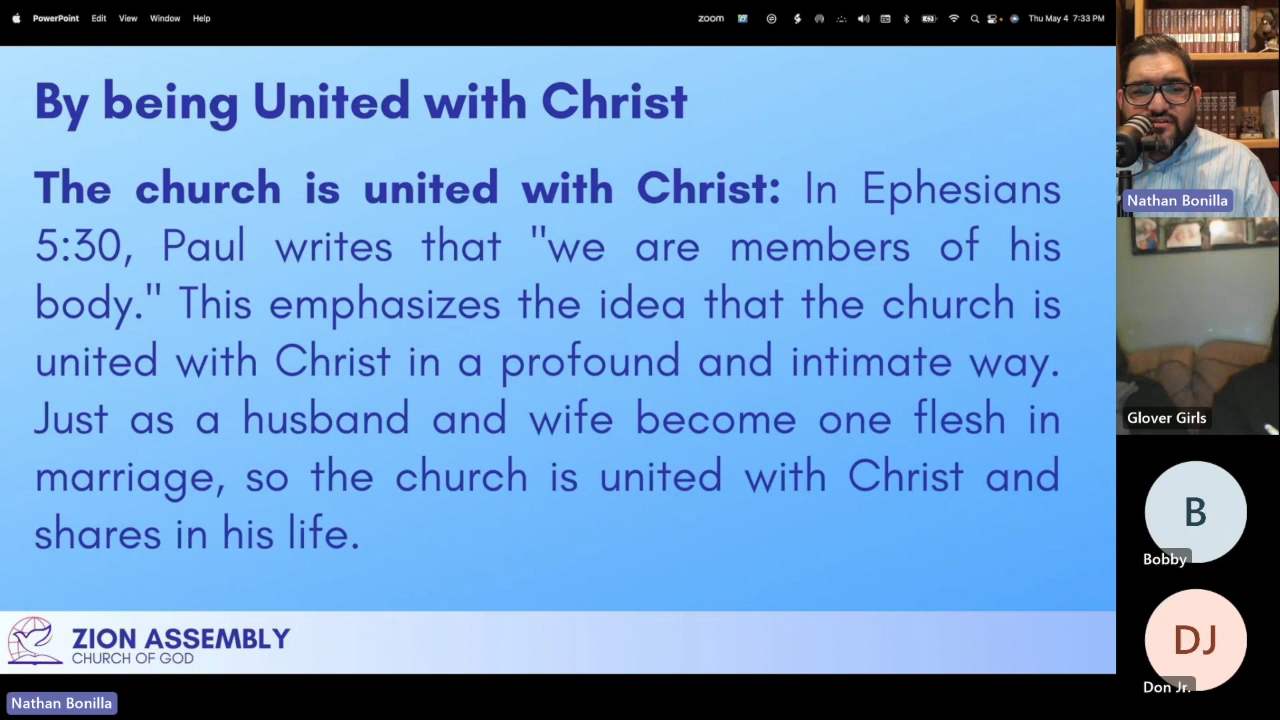 PowerPoint Edit View Window Help
zoom Thu May 4 7:33 PM
By being United with Christ
The church is united with Christ: In Ephesians
5:30, Paul writes that "we are members of his
body." This emphasizes the idea that the church is
united with Christ in a profound and intimate way.
Just as a husband and wife become one flesh in
marriage, so the church is united with Christ and
shares in his life.
ZION ASSEMBLY
CHURCH OF GOD
Nathan Bonilla
Nathan Bonilla
Glover Girls
B
Bobby
DJ
Don Jr.